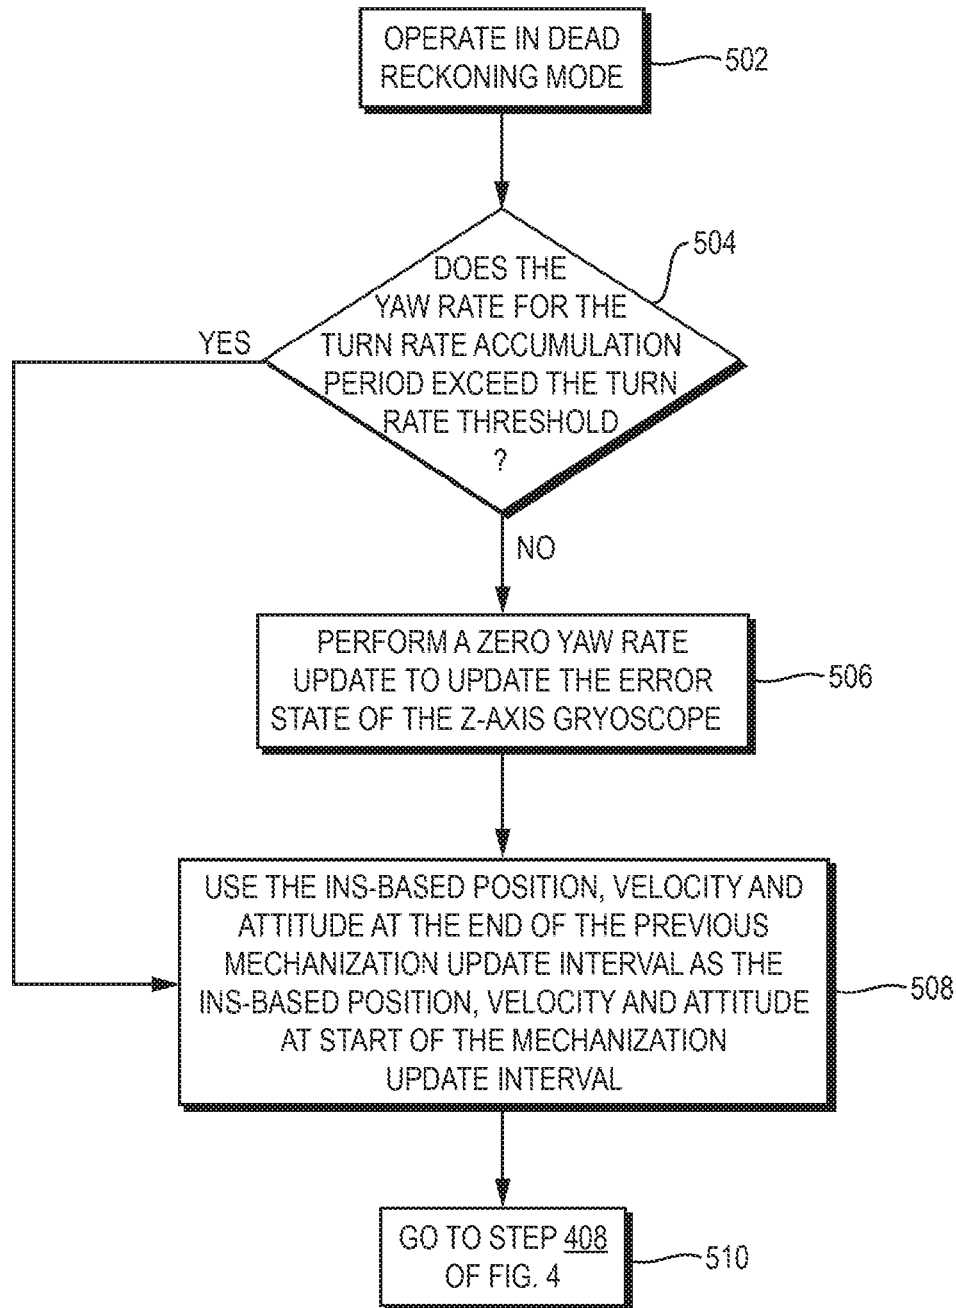 OPERATE IN DEAD
RECKONING MODE
502
504
DOES THE
YAW RATE FOR THE
TURN RATE ACCUMULATION
PERIOD EXCEED THE TURN
RATE THRESHOLD
?
YES
NO
PERFORM A ZERO YAW RATE
UPDATE TO UPDATE THE ERROR
STATE OF THE Z-AXIS GRYOSCOPE
506
USE THE INS-BASED POSITION, VELOCITY AND
ATTITUDE AT THE END OF THE PREVIOUS
MECHANIZATION UPDATE INTERVAL AS THE
INS-BASED POSITION, VELOCITY AND ATTITUDE
AT START OF THE MECHANIZATION
UPDATE INTERVAL
508
GO TO STEP 408
OF FIG. 4
510